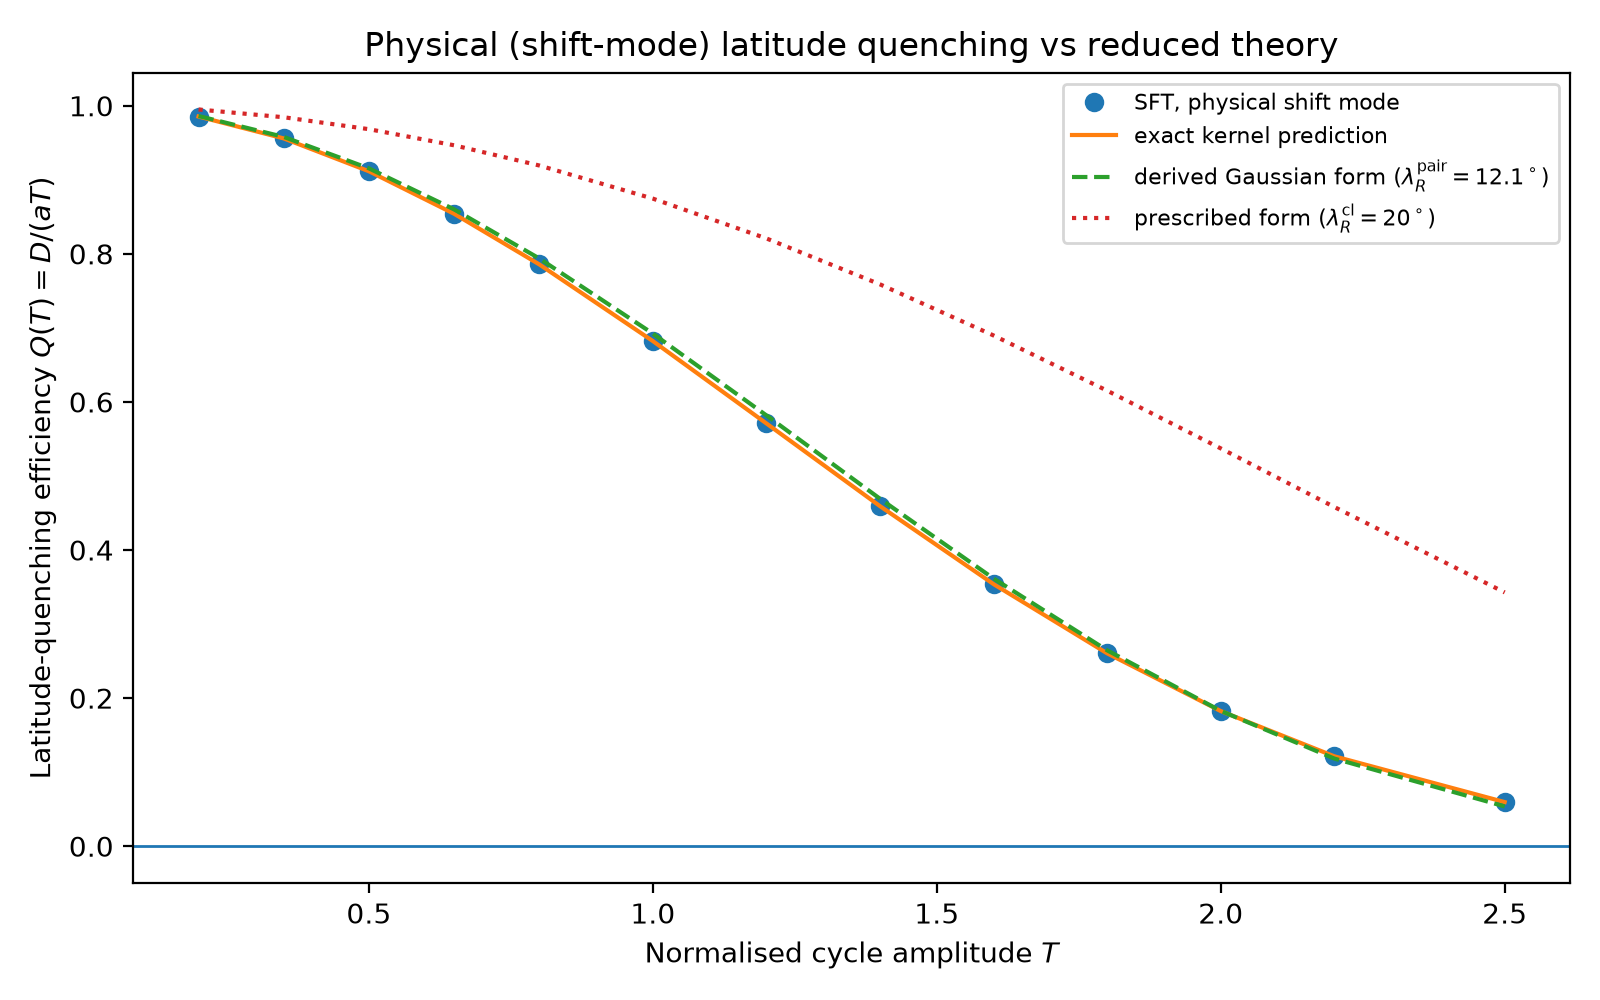 Physical (shift-mode) latitude quenching vs reduced theory
SFT, physical shift mode
exact kernel prediction
derived Gaussian form (λ_R^pair = 12.1°)
prescribed form (λ_R^cl = 20°)
Latitude-quenching efficiency Q(T) = D/(aT)
1.0
0.8
0.6
0.4
0.2
0.0
0.5 1.0 1.5 2.0 2.5
Normalised cycle amplitude T